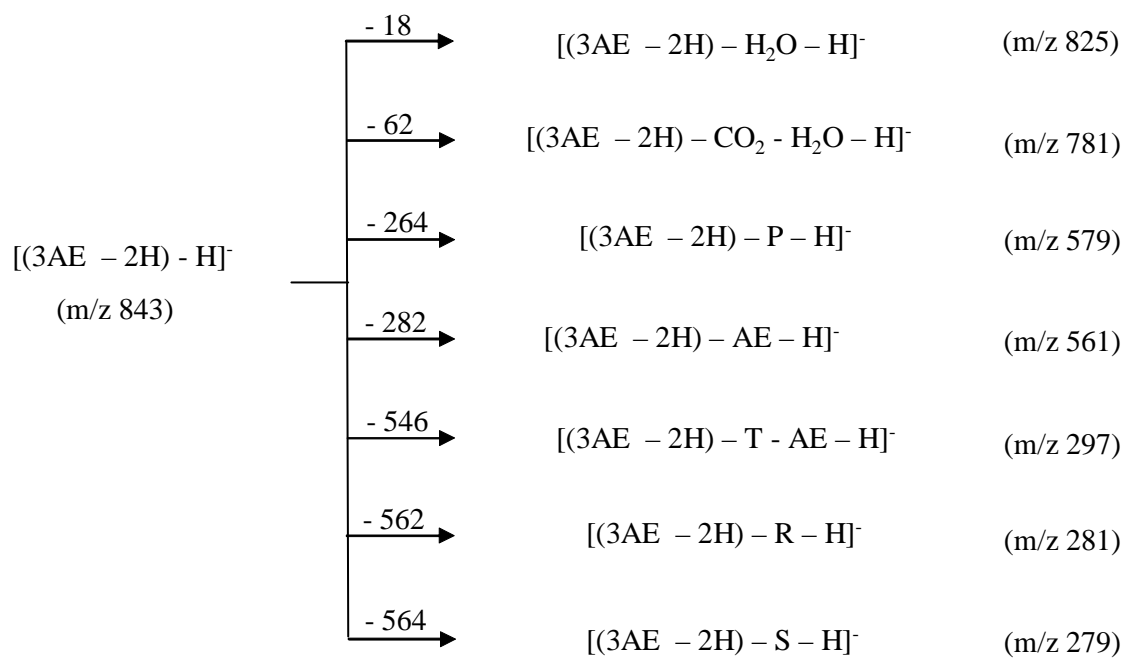 - 18
[(3AE – 2H) – H₂O – H]⁻ (m/z 825)
- 62
[(3AE – 2H) – CO₂ - H₂O – H]⁻ (m/z 781)
- 264
[(3AE – 2H) – P – H]⁻ (m/z 579)
[(3AE – 2H) - H]⁻
(m/z 843)
- 282
[(3AE – 2H) – AE – H]⁻ (m/z 561)
- 546
[(3AE – 2H) – T - AE – H]⁻ (m/z 297)
- 562
[(3AE – 2H) – R – H]⁻ (m/z 281)
- 564
[(3AE – 2H) – S – H]⁻ (m/z 279)